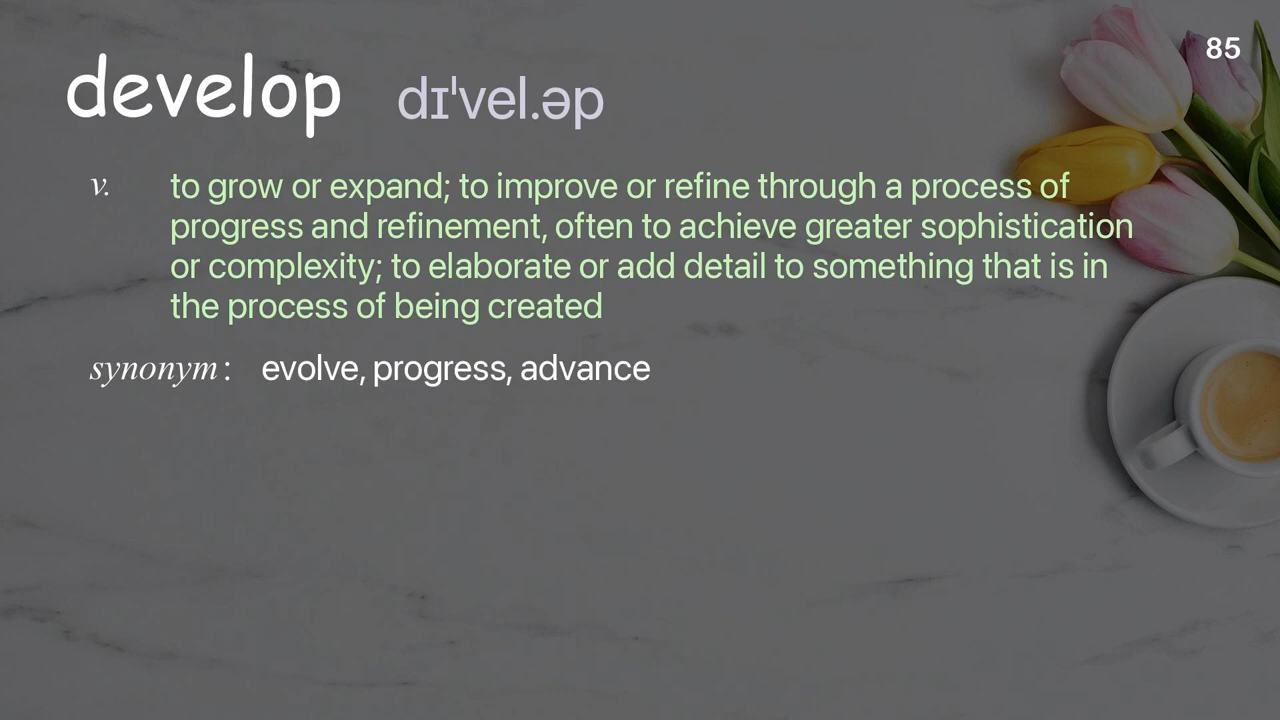 85
develop dɪˈvel.əp
v. to grow or expand; to improve or refine through a process of
progress and refinement, often to achieve greater sophistication
or complexity; to elaborate or add detail to something that is in
the process of being created
synonym: evolve, progress, advance